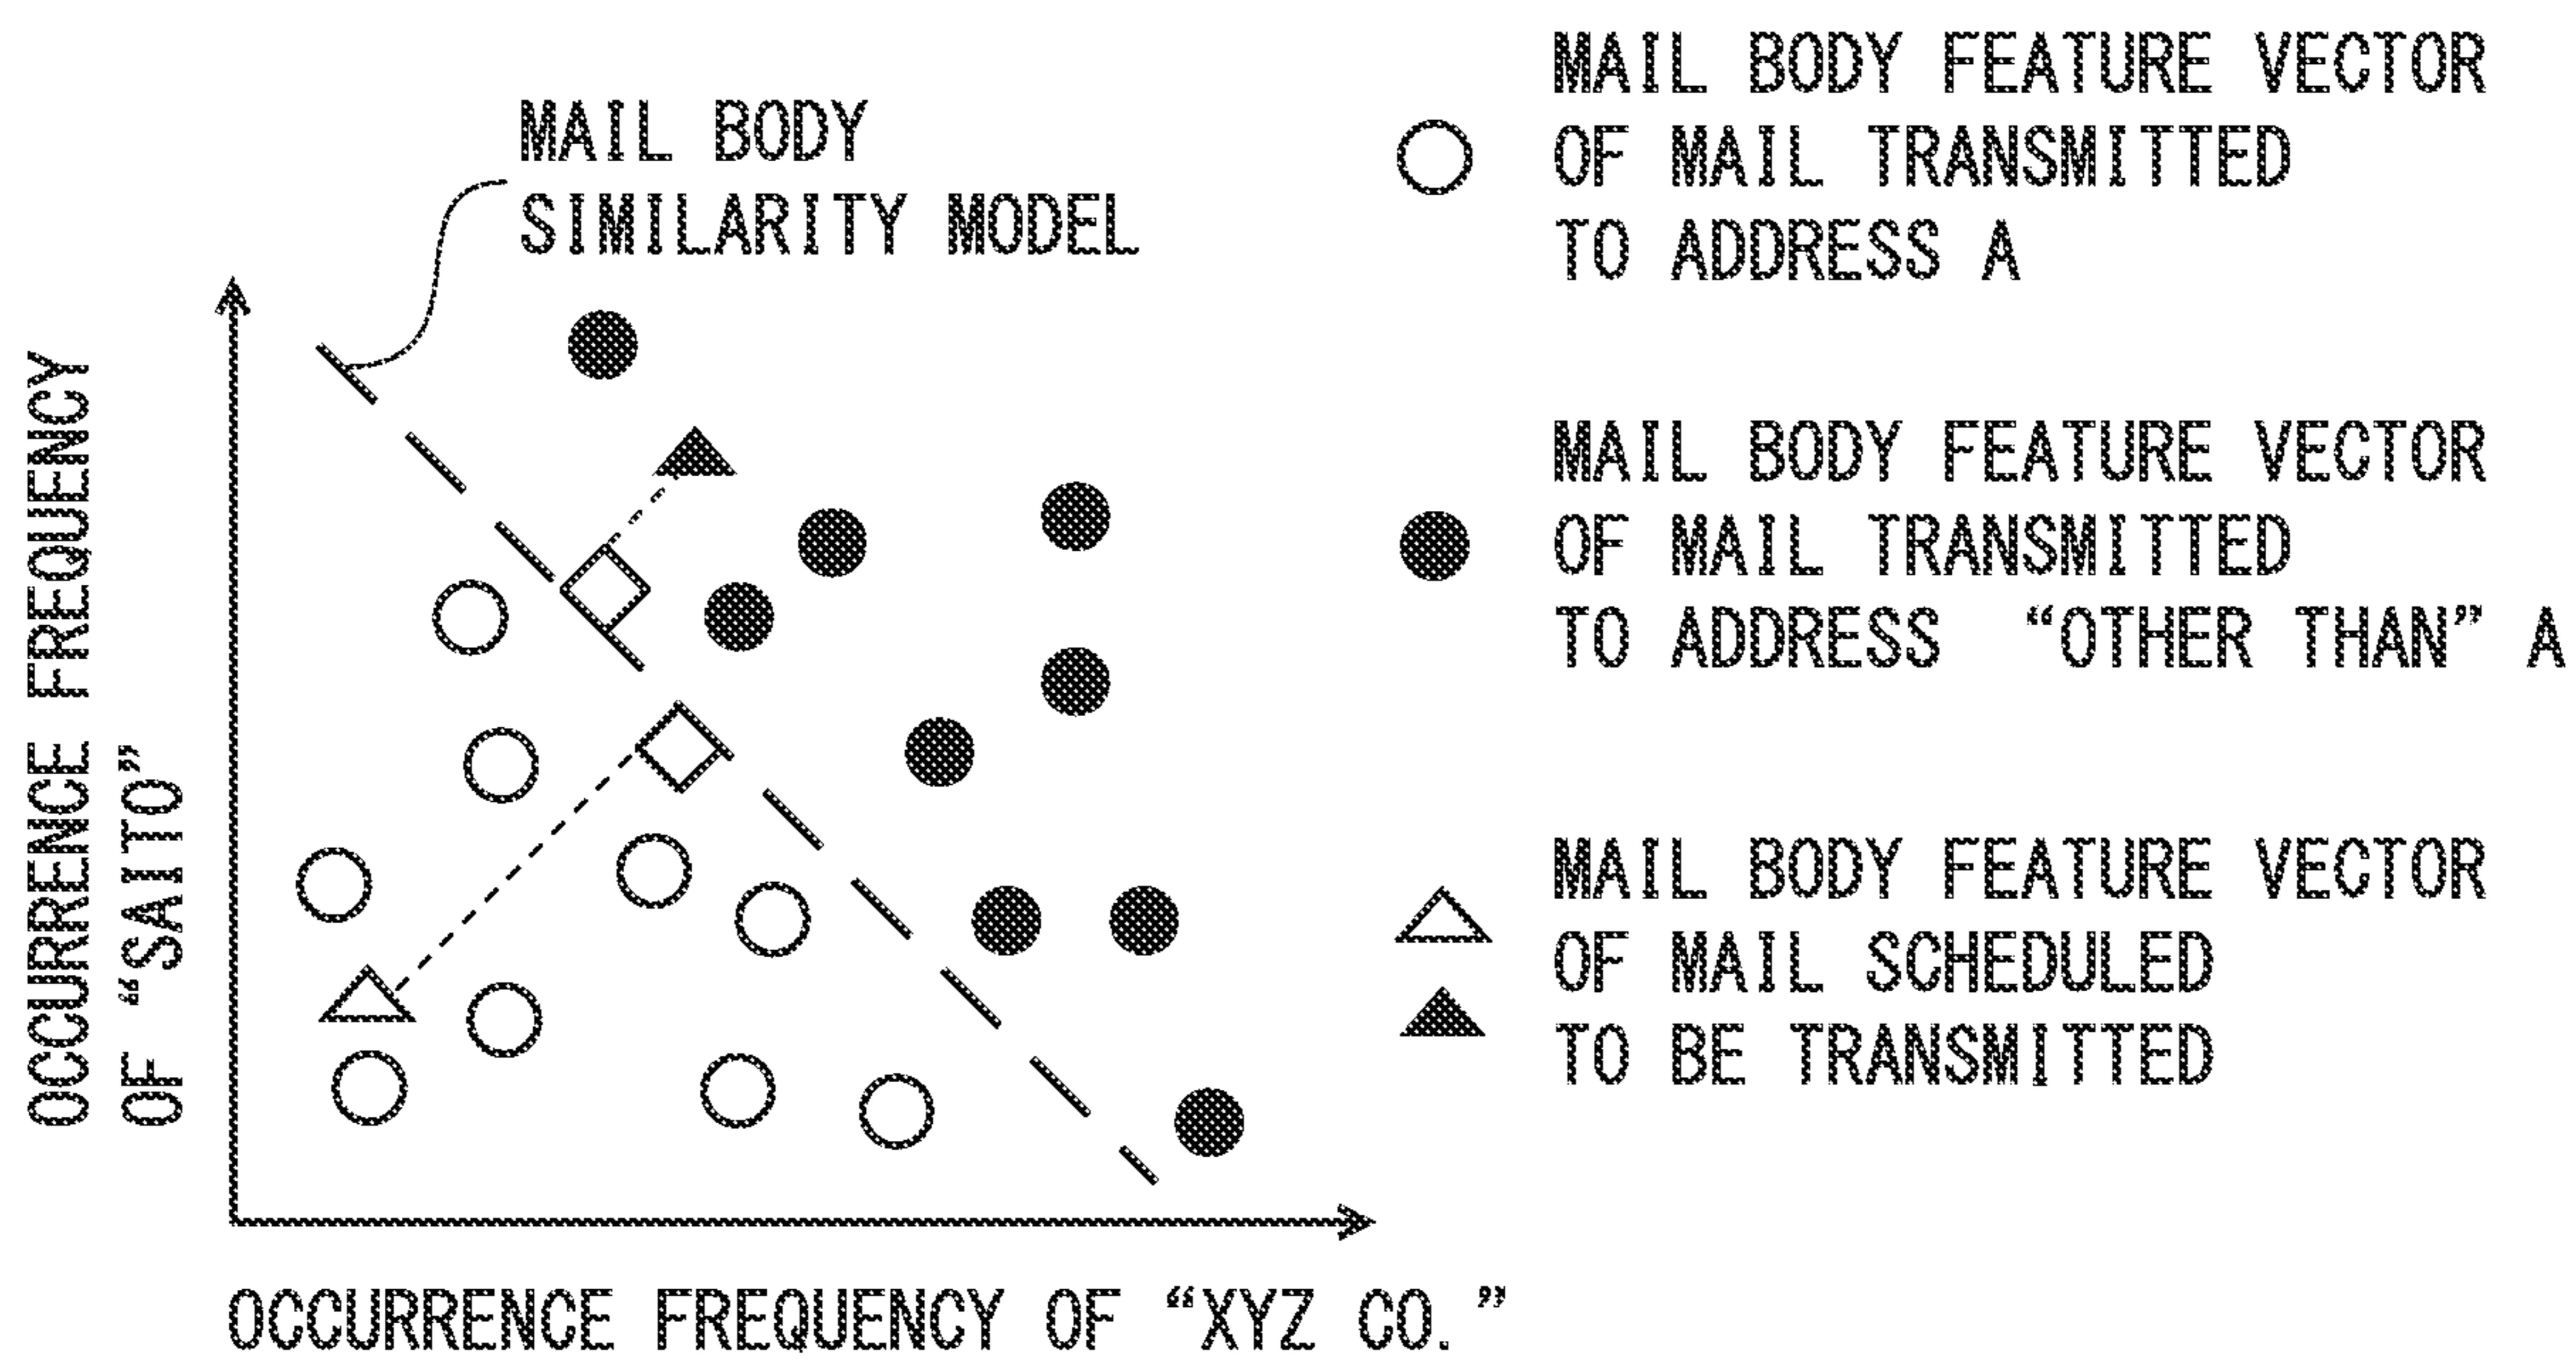 MAIL BODY
SIMILARITY MODEL
OCCURRENCE FREQUENCY
OF “SAITO”
OCCURRENCE FREQUENCY OF “XYZ CO.”
MAIL BODY FEATURE VECTOR
OF MAIL TRANSMITTED
TO ADDRESS A
MAIL BODY FEATURE VECTOR
OF MAIL TRANSMITTED
TO ADDRESS “OTHER THAN” A
MAIL BODY FEATURE VECTOR
OF MAIL SCHEDULED
TO BE TRANSMITTED